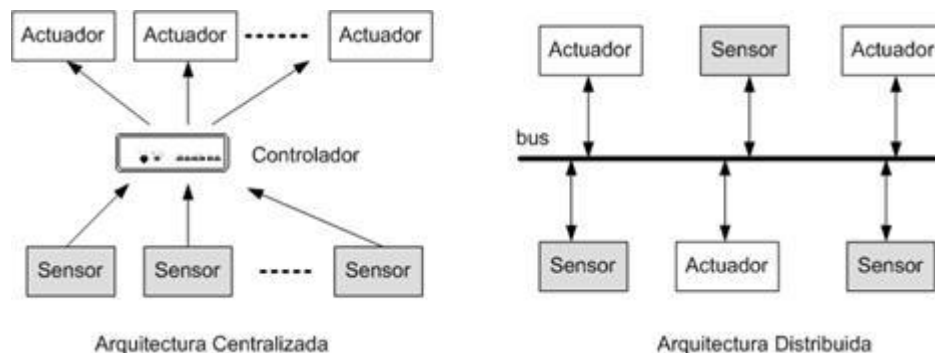 Actuador
Actuador
Actuador
Controlador
Sensor
Sensor
Sensor
Arquitectura Centralizada
Actuador
Sensor
Actuador
bus
Sensor
Actuador
Sensor
Arquitectura Distribuida